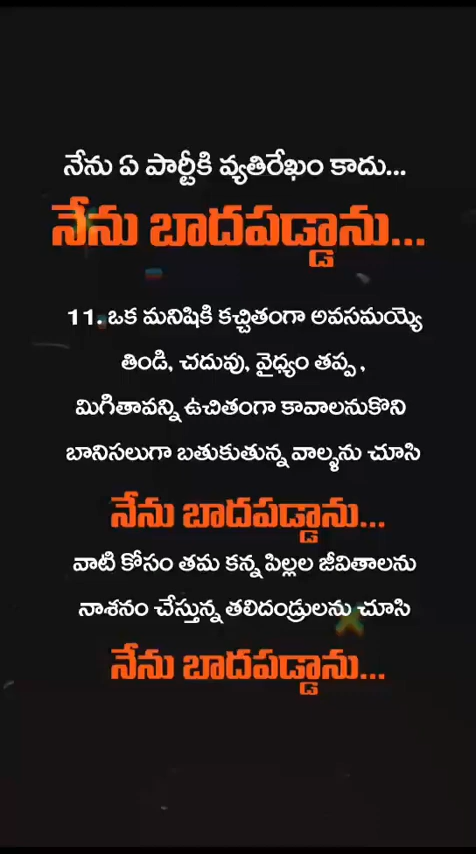 నేను ఏ పార్టీకి వ్యతిరేఖం కాదు...
నేను బాదపడ్డాను...
11. ఒక మనిషికి కచ్చితంగా అవసమయ్యె
తిండి, చదువు, వైధ్యం తప్ప ,
మిగితావన్ని ఉచితంగా కావాలనుకొని
బానిసలుగా బతుకుతున్న వాల్ళను చూసి
నేను బాదపడ్డాను...
వాటి కోసం తమ కన్న పిల్లల జీవితాలను
నాశనం చేస్తున్న తలిదండ్రులను చూసి
నేను బాదపడ్డాను...